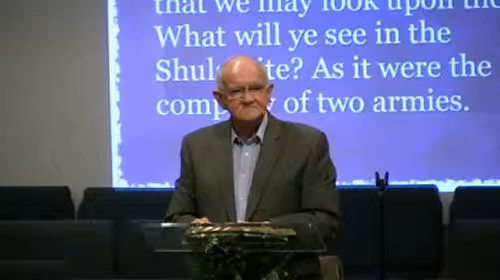 that we may look upon
What will ye see in the
? As it were the
of two armies.